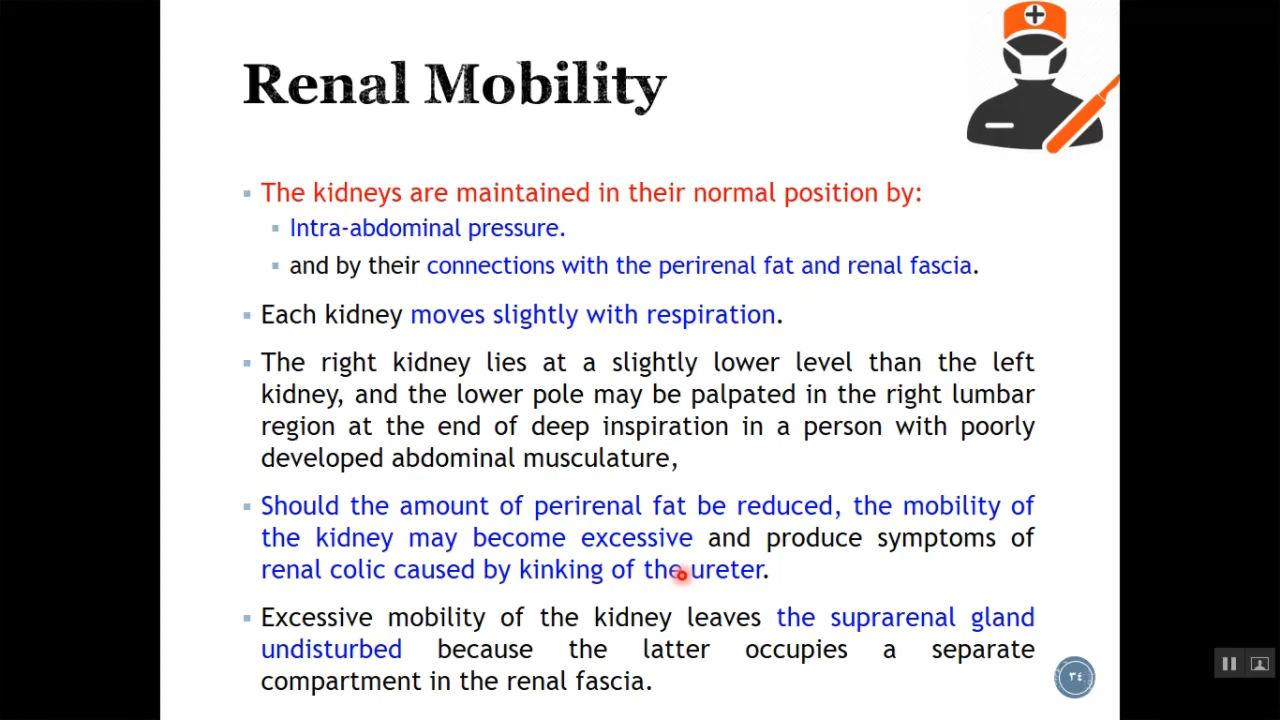 Renal Mobility
The kidneys are maintained in their normal position by:
Intra-abdominal pressure.
and by their connections with the perirenal fat and renal fascia.
Each kidney moves slightly with respiration.
The right kidney lies at a slightly lower level than the left
kidney, and the lower pole may be palpated in the right lumbar
region at the end of deep inspiration in a person with poorly
developed abdominal musculature,
Should the amount of perirenal fat be reduced, the mobility of
the kidney may become excessive and produce symptoms of
renal colic caused by kinking of the ureter.
Excessive mobility of the kidney leaves the suprarenal gland
undisturbed because the latter occupies a separate
compartment in the renal fascia.
٣٤